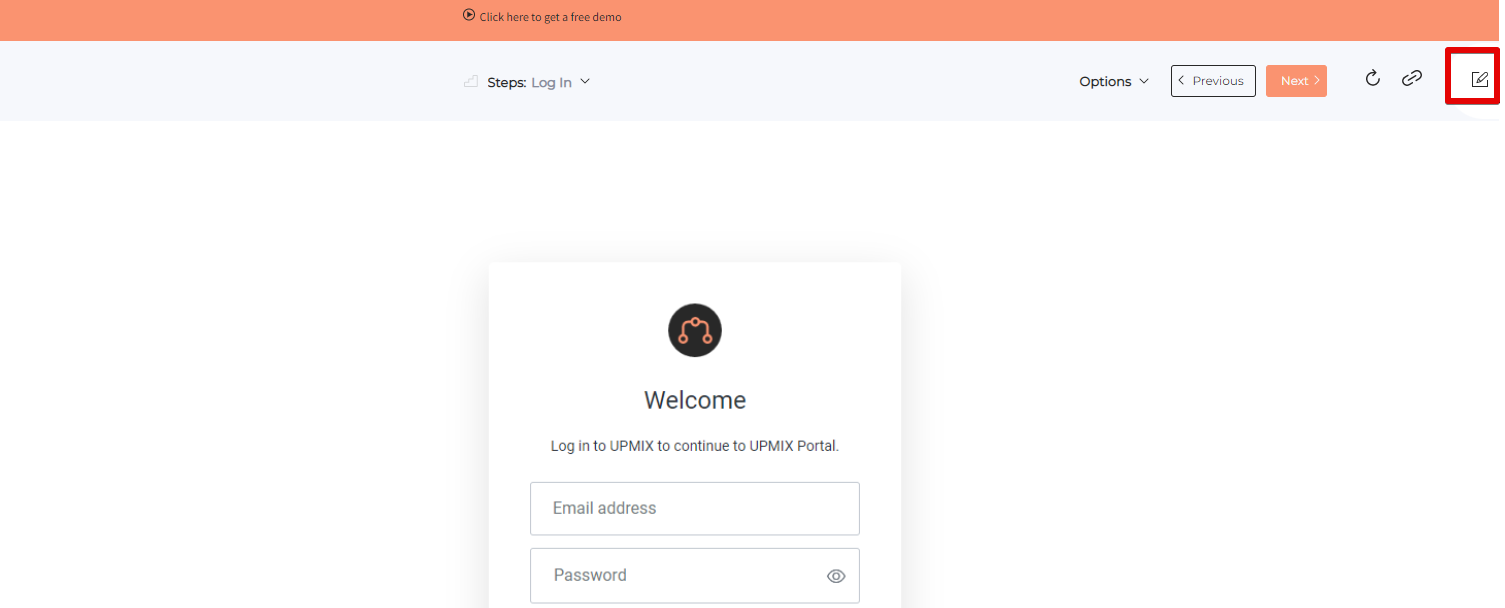 Click here to get a free demo
Steps: Log In
Options
Previous
Next
Welcome
Log in to UPMIX to continue to UPMIX Portal.
Email address
Password